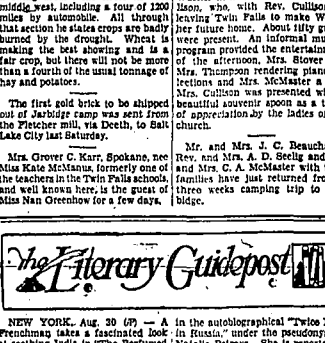 middle west, including a tour of 1200
miles by automobile. All through
that section he states crops are badly
burned by the drought. Wheat is
making the best showing and is a
fair crop, but there will not be more
than a fourth of the usual tonnage of
hay and potatoes.
The first gold brick to be shipped
out of Jarbidge camp was sent from
the Fletcher mill, via Deeth, to Salt
Lake City last Saturday.
Mrs. Grover C. Karr, Spokane, nee
Miss Kate McManus, formerly one of
the teachers in the Twin Falls schools,
and well known here, is the guest of
Miss Nan Greenhow for a few days.
lison, who, with Rev. Cullison
leaving Twin Falls to make W
her future home. About fifty gu
were present. An informal mu
program provided the entertainm
of the afternoon, Mrs. Stover
Mrs. Thompson rendering piano
lections and Mrs. McMaster a
Mrs. Cullison was presented wi
beautiful souvenir spoon as a t
of appreciation by the ladies of
church.
Mr. and Mrs. J. C. Beaucha
Rev. and Mrs. A. D. Seelig and
and Mrs. C. A. McMaster with
families have just returned fro
three weeks camping trip to
bidge.
The Literary Guidepost
NEW YORK, Aug. 30 (AP) — A
Frenchman takes a fascinated look
in the autobiographical "Twice
in Russia," under the pseudonym